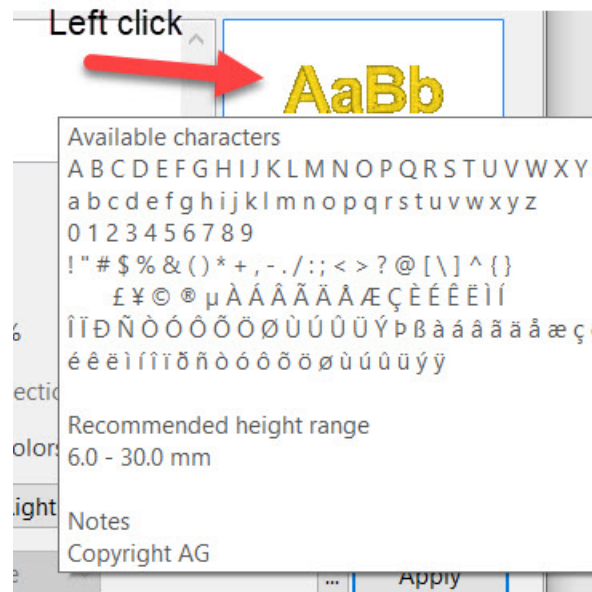 Left click
AaBb
Available characters
A B C D E F G H I J K L M N O P Q R S T U V W X Y
a b c d e f g h i j k l m n o p q r s t u v w x y z
0 1 2 3 4 5 6 7 8 9
! " # $ % & ( ) * + , - . / : ; < > ? @ [ \ ] ^ { }
£ ¥ © ® µ À Á Â Ã Ä Å Æ Ç È É Ê Ë Ì Í
Î Ï Ð Ñ Ò Ó Ô Õ Ö Ø Ù Ú Û Ü Ý Þ ß à á â ã ä å æ ç
é ê ë ì í î ï ð ñ ò ó ô õ ö ø ù ú û ü ý ÿ
Recommended height range
6.0 - 30.0 mm
Notes
Copyright AG
... Apply